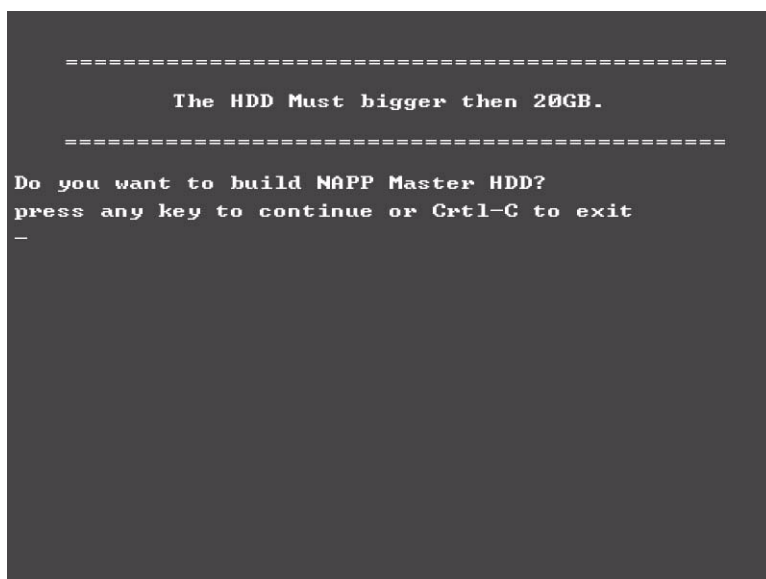 ==============================================
The HDD Must bigger then 20GB.
==============================================
Do you want to build NAPP Master HDD?
press any key to continue or Crtl-C to exit
_